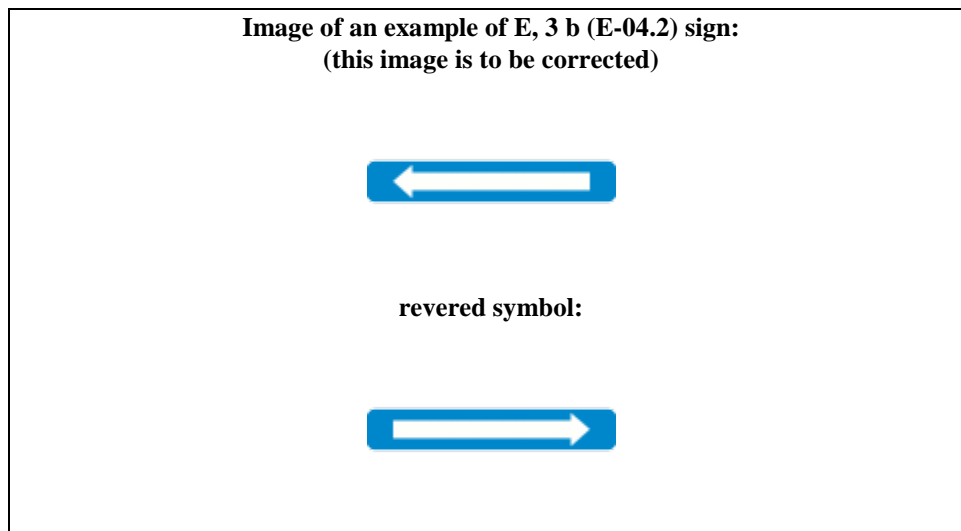 Image of an example of E, 3 b (E-04.2) sign:
(this image is to be corrected)
revered symbol: